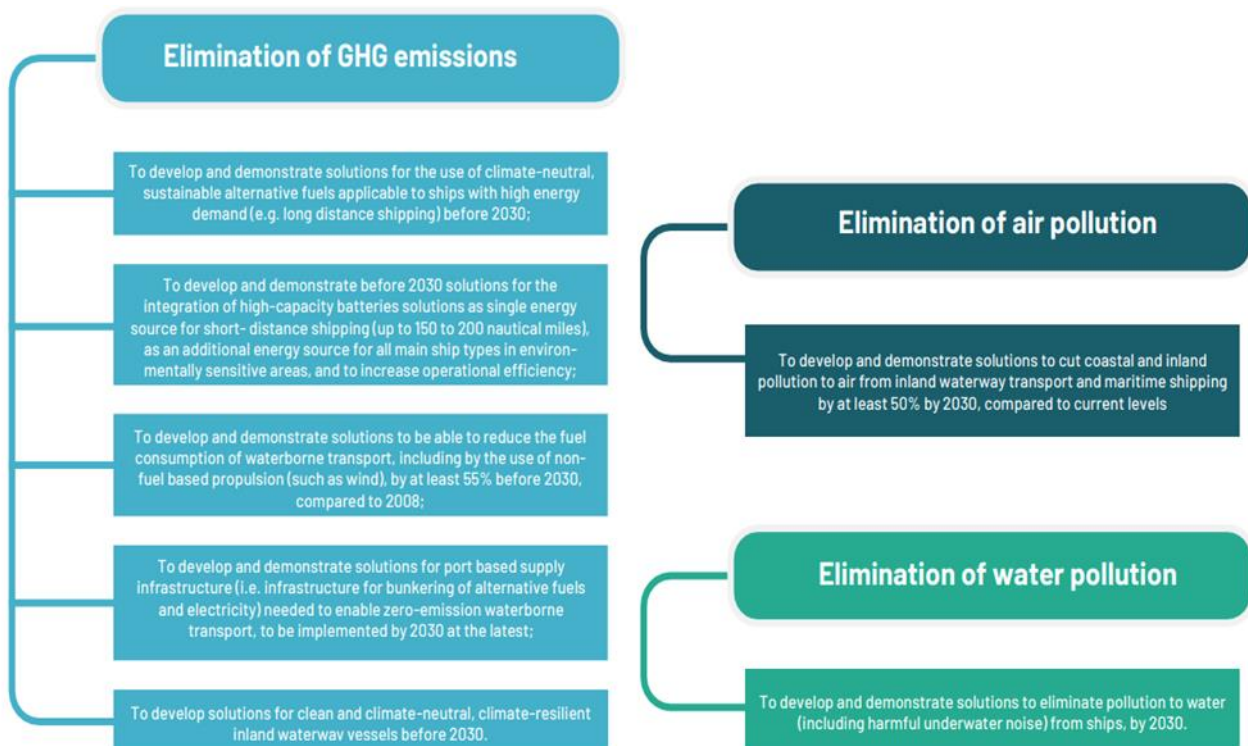 Elimination of GHG emissions
To develop and demonstrate solutions for the use of climate-neutral,
sustainable alternative fuels applicable to ships with high energy
demand (e.g. long distance shipping) before 2030;
To develop and demonstrate before 2030 solutions for the
integration of high-capacity batteries solutions as single energy
source for short- distance shipping (up to 150 to 200 nautical miles),
as an additional energy source for all main ship types in environ-
mentally sensitive areas, and to increase operational efficiency;
To develop and demonstrate solutions to be able to reduce the fuel
consumption of waterborne transport, including by the use of non-
fuel based propulsion (such as wind), by at least 55% before 2030,
compared to 2008;
To develop and demonstrate solutions for port based supply
infrastructure (i.e. infrastructure for bunkering of alternative fuels
and electricity) needed to enable zero-emission waterborne
transport, to be implemented by 2030 at the latest;
To develop solutions for clean and climate-neutral, climate-resilient
inland waterway vessels before 2030.
Elimination of air pollution
To develop and demonstrate solutions to cut coastal and inland
pollution to air from inland waterway transport and maritime shipping
by at least 50% by 2030, compared to current levels
Elimination of water pollution
To develop and demonstrate solutions to eliminate pollution to water
(including harmful underwater noise) from ships, by 2030.